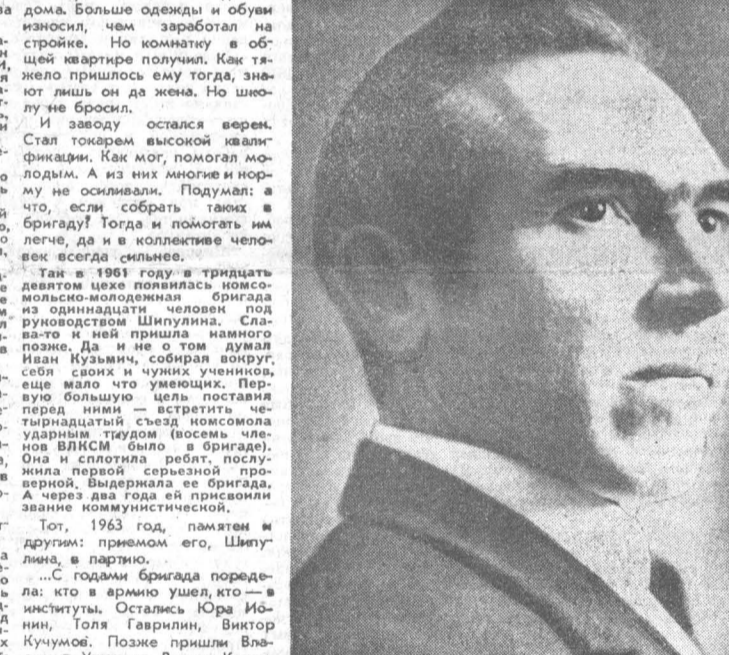 дома. Больше одежды и обуви
износил, чем заработал на
стройке. Но комнатку в об-
щей квартире получил. Как тя-
жело пришлось ему тогда, зна-
ют лишь он да жена. Но шко-
лу не бросил.
И заводу остался верен.
Стал токарем высокой квали-
фикации. Как мог, помогал мо-
лодым. А из них многие и нор-
му не осиливали. Подумал: а
что, если собрать таких в
бригаду? Тогда и помогать им
легче, да и в коллективе чело-
век всегда сильнее.
Так в 1961 году в тридцать
девятом цехе появилась комсо-
мольско-молодежная бригада
из одиннадцати человек под
руководством Шипулина. Сла-
ва-то к ней пришла намного
позже. Да и не о том думал
Иван Кузьмич, собирая вокруг
себя своих и чужих учеников,
еще мало что умеющих. Пер-
вую большую цель поставил
перед ними — встретить че-
тырнадцатый съезд комсомола
ударным трудом (восемь чле-
нов ВЛКСМ было в бригаде).
Она и сплотила ребят, послу-
жила первой серьезной про-
веркой. Выдержала ее бригада.
А через два года ей присвоили
звание коммунистической.
Тот, 1963 год, памятен и
другим: приемом его, Шипу-
лина, в партию.
...С годами бригада пореде-
ла: кто в армию ушел, кто — в
институты. Остались Юра Ио-
нин, Толя Гаврилин, Виктор
Кучумов. Позже пришли Вла-